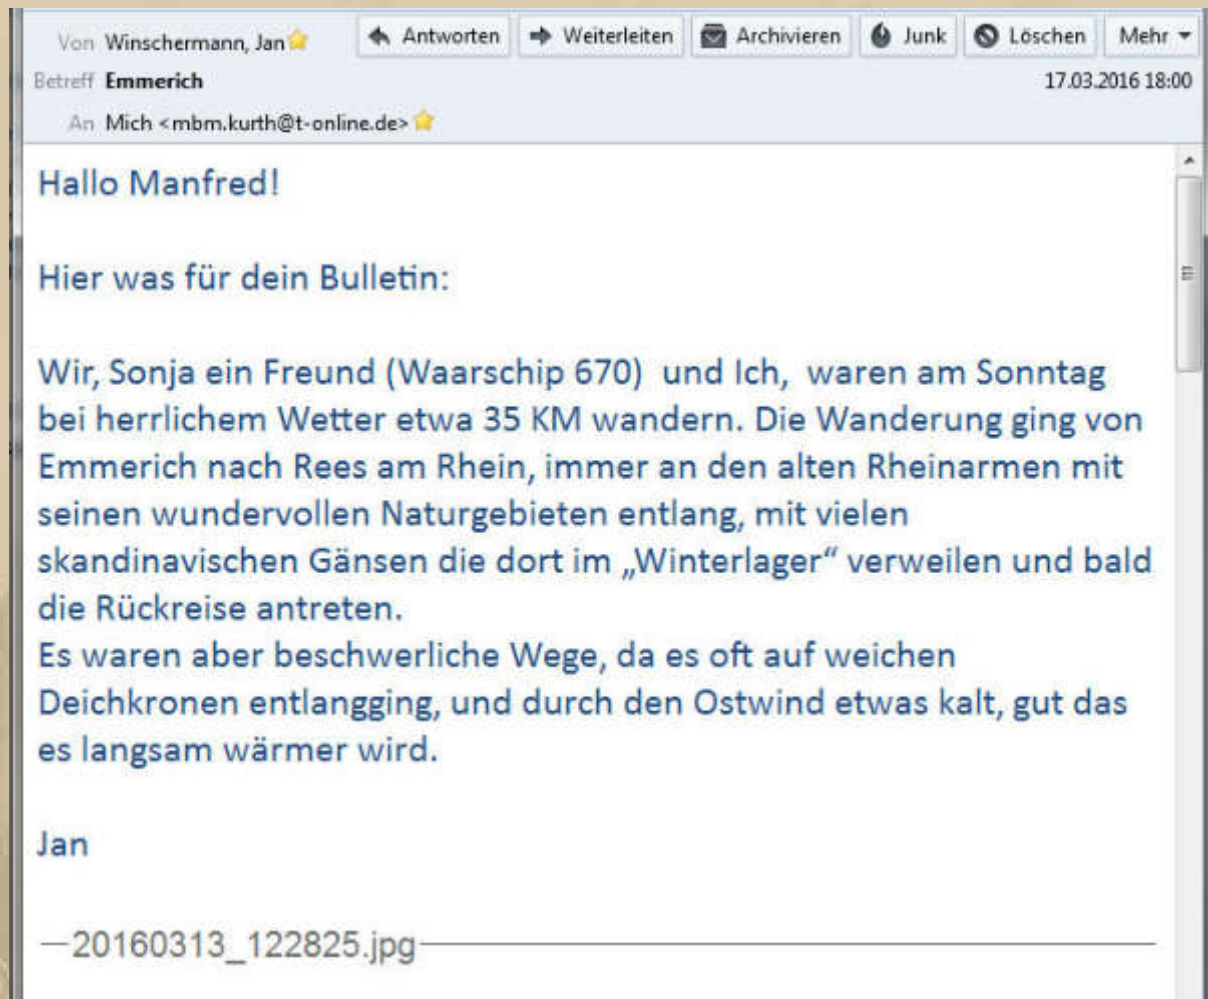 Von Winschermann, Jan
Antworten Weiterleiten Archivieren Junk Löschen Mehr
Betreff Emmerich 17.03.2016 18:00
An Mich <mbm.kurth@t-online.de>
Hallo Manfred!
Hier was für dein Bulletin:
Wir, Sonja ein Freund (Waarschip 670)  und Ich,  waren am Sonntag
bei herrlichem Wetter etwa 35 KM wandern. Die Wanderung ging von
Emmerich nach Rees am Rhein, immer an den alten Rheinarmen mit
seinen wundervollen Naturgebieten entlang, mit vielen
skandinavischen Gänsen die dort im „Winterlager“ verweilen und bald
die Rückreise antreten.
Es waren aber beschwerliche Wege, da es oft auf weichen
Deichkronen entlangging, und durch den Ostwind etwas kalt, gut das
es langsam wärmer wird.
Jan
20160313_122825.jpg